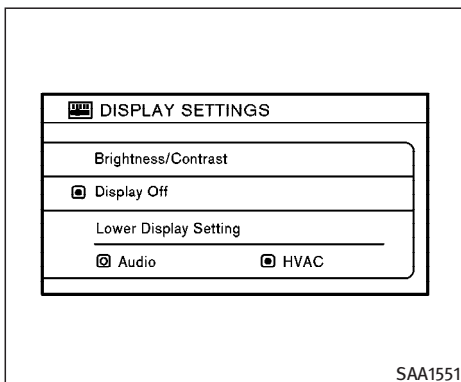 DISPLAY SETTINGS
Brightness/Contrast
Display Off
Lower Display Setting
Audio HVAC
SAA1551